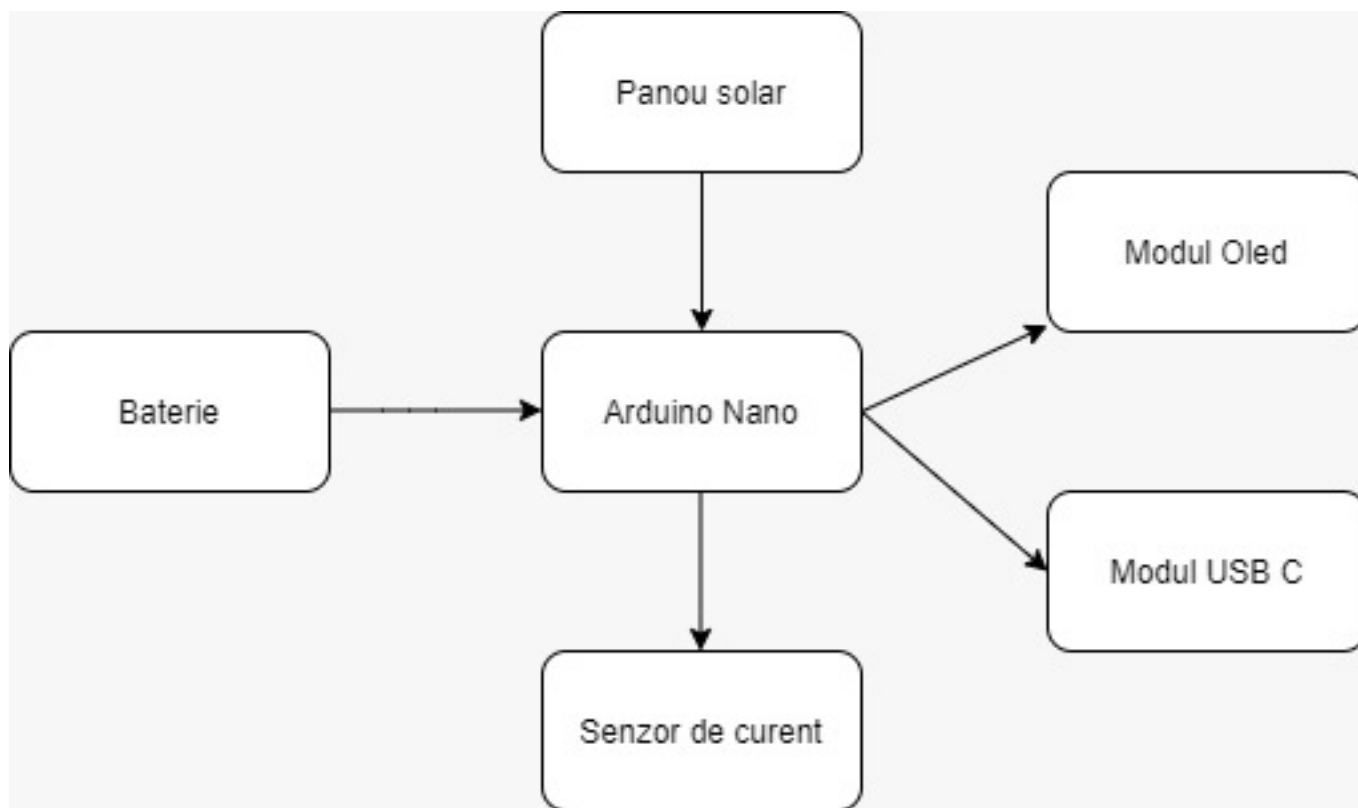 Panou solar
Modul Oled
Baterie
Arduino Nano
Modul USB C
Senzor de curent